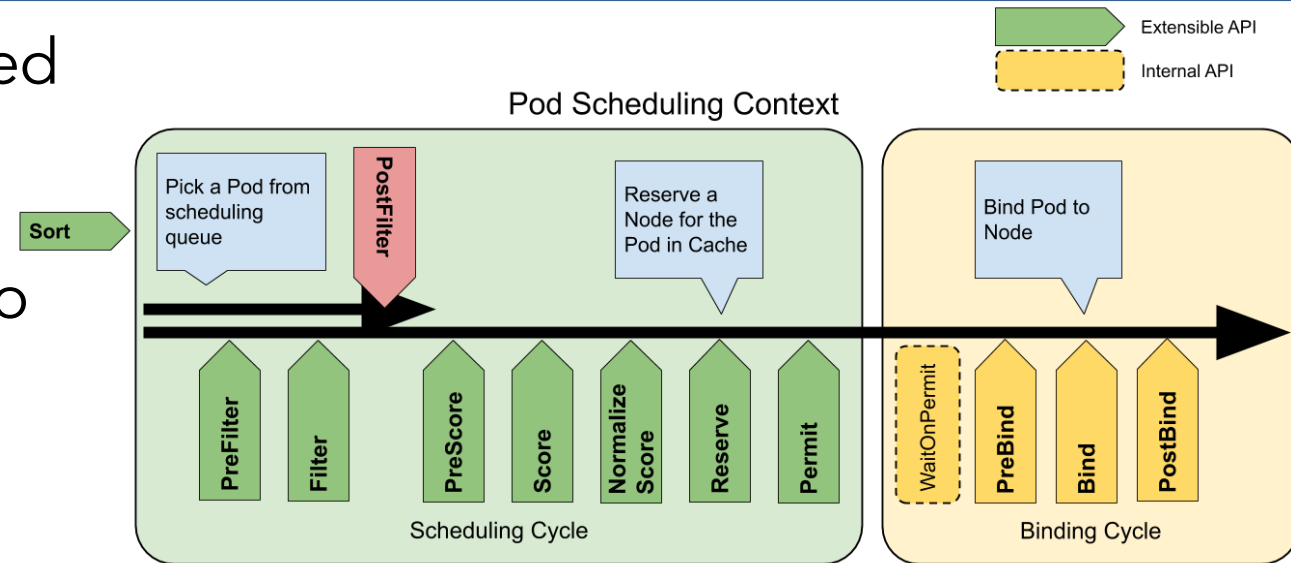 ed
o
Extensible API
Internal API
Pod Scheduling Context
Pick a Pod from
scheduling
queue
PostFilter
Reserve a
Node for the
Pod in Cache
Bind Pod to
Node
Sort
PreFilter
Filter
PreScore
Score
Normalize
Score
Reserve
Permit
WaitOnPermit
PreBind
Bind
PostBind
Scheduling Cycle
Binding Cycle